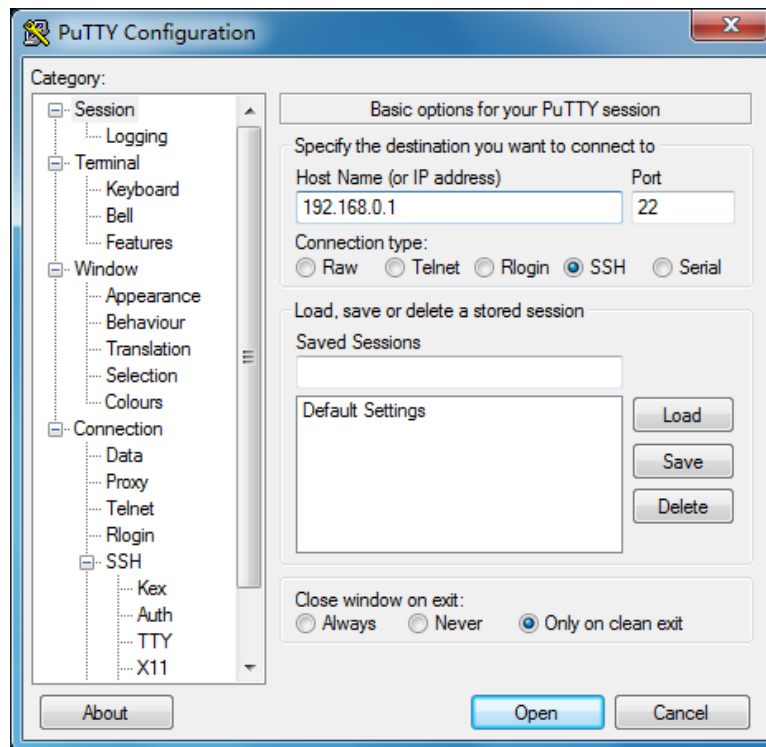 PuTTY Configuration
Category:
Session
Logging
Terminal
Keyboard
Bell
Features
Window
Appearance
Behaviour
Translation
Selection
Colours
Connection
Data
Proxy
Telnet
Rlogin
SSH
Kex
Auth
TTY
X11
Basic options for your PuTTY session
Specify the destination you want to connect to
Host Name (or IP address) Port
192.168.0.1 22
Connection type:
Raw Telnet Rlogin SSH Serial
Load, save or delete a stored session
Saved Sessions
Default Settings
Load
Save
Delete
Close window on exit:
Always Never Only on clean exit
About Open Cancel